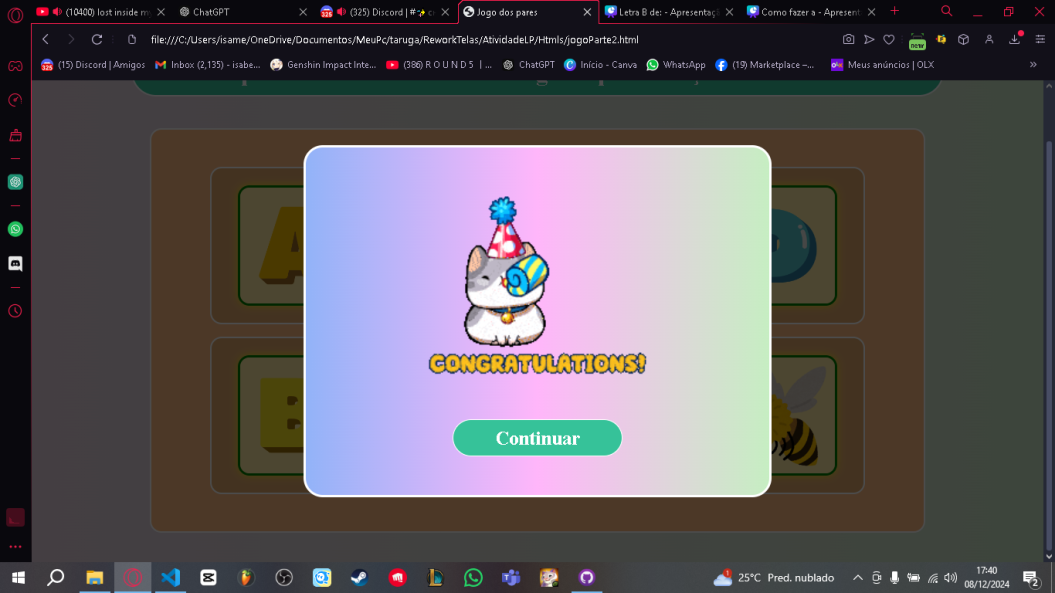 (10400) lost inside m
ChatGPT
(325) Discord | #
Jogo dos pares
Letra B de: - Apresentaç
Como fazer a - Apresent
file:///C:/Users/isame/OneDrive/Documentos/MeuPc/taruga/ReworkTelas/AtividadeLP/Htmls/jogoParte2.html
new
325
(15) Discord | Amigos
Inbox (2,135) - isabe...
Genshin Impact Inte...
(386) R O U N D 5 | ...
ChatGPT
Início - Canva
WhatsApp
(19) Marketplace –...
Meus anúncios | OLX
»
A
B
CONGRATULATIONS!
Continuar
25°C Pred. nublado
17:40
08/12/2024
2